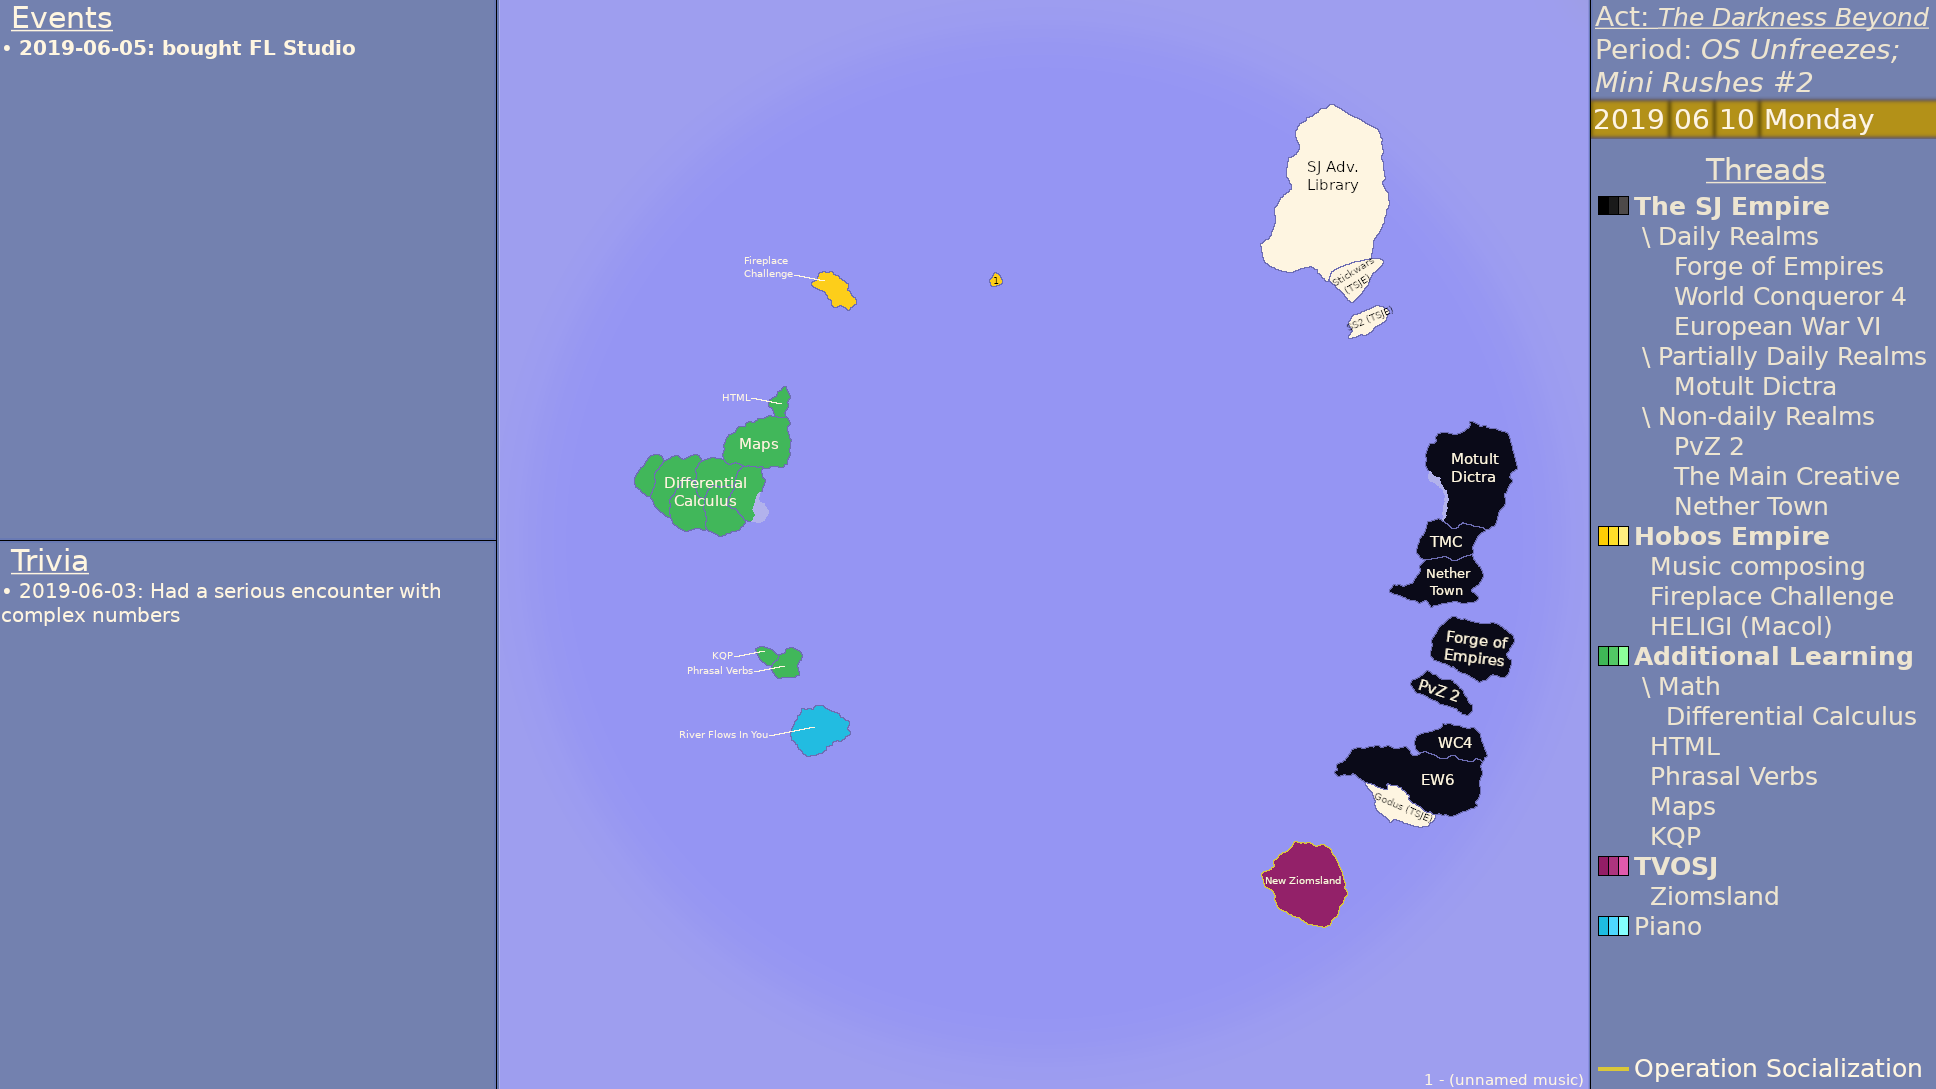 Events
• 2019-06-05: bought FL Studio
Trivia
• 2019-06-03: Had a serious encounter with
complex numbers
SJ Adv.
Library
Stickwars
(TSJE)
SS2 (TSJE)
Fireplace
Challenge
1
HTML
Maps
Differential
Calculus
Motult
Dictra
TMC
Nether
Town
KQP
Phrasal Verbs
Forge of
Empires
PvZ 2
River Flows In You
WC4
EW6
Godus (TSJE)
New Ziomsland
1 - (unnamed music)
Act: The Darkness Beyond
Period: OS Unfreezes;
Mini Rushes #2
2019 06 10 Monday
Threads
The SJ Empire
\ Daily Realms
Forge of Empires
World Conqueror 4
European War VI
\ Partially Daily Realms
Motult Dictra
\ Non-daily Realms
PvZ 2
The Main Creative
Nether Town
Hobos Empire
Music composing
Fireplace Challenge
HELIGI (Macol)
Additional Learning
\ Math
Differential Calculus
HTML
Phrasal Verbs
Maps
KQP
TVOSJ
Ziomsland
Piano
Operation Socialization